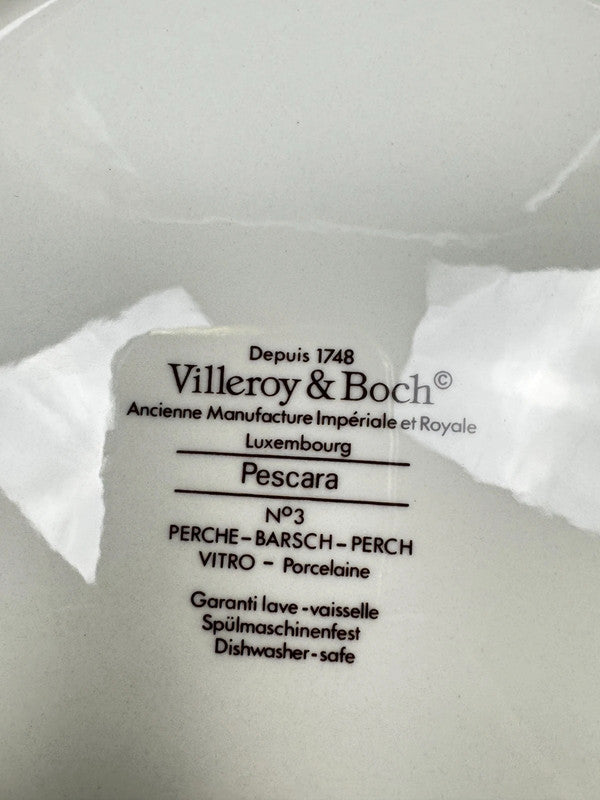 Depuis 1748
Villeroy & Boch©
Ancienne Manufacture Impériale et Royale
Luxembourg
Pescara
Nº3
PERCHE-BARSCH-PERCH
VITRO - Porcelaine
Garanti lave-vaisselle
Spülmaschinenfest
Dishwasher-safe